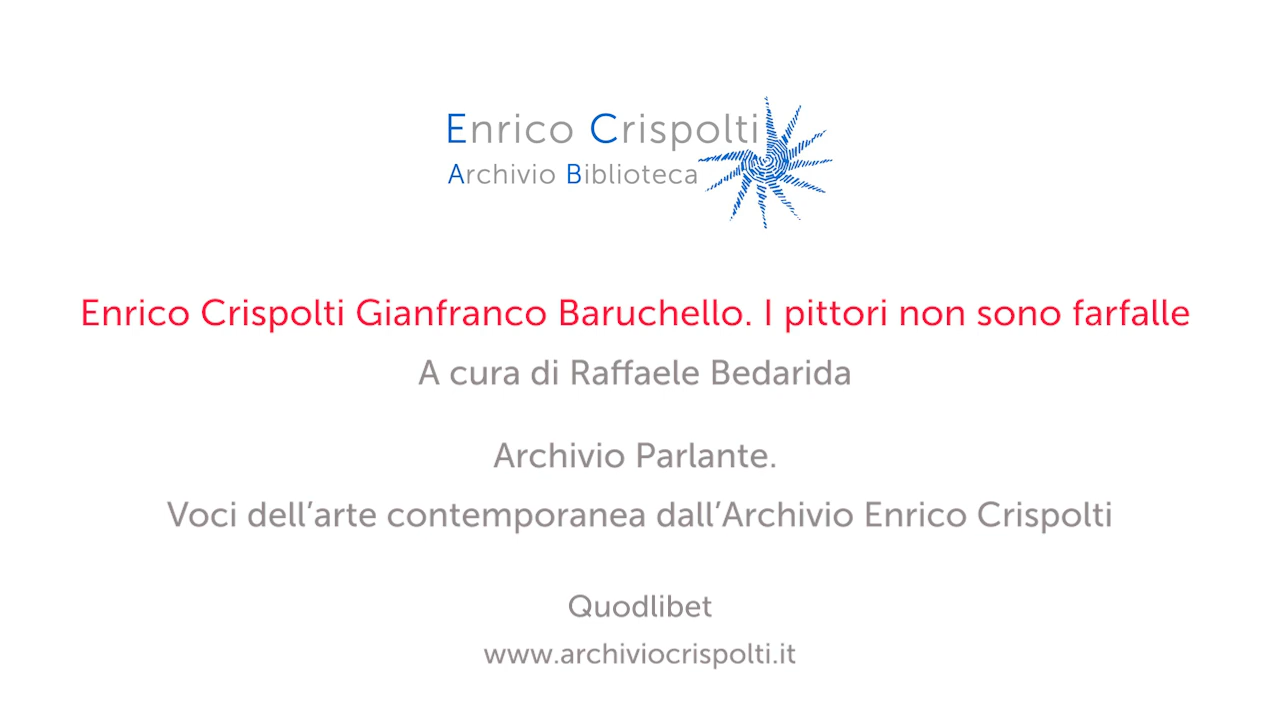 Enrico Crispolti
Archivio Biblioteca
Enrico Crispolti Gianfranco Baruchello. I pittori non sono farfalle
A cura di Raffaele Bedarida
Archivio Parlante.
Voci dell’arte contemporanea dall’Archivio Enrico Crispolti
Quodlibet
www.archiviocrispolti.it